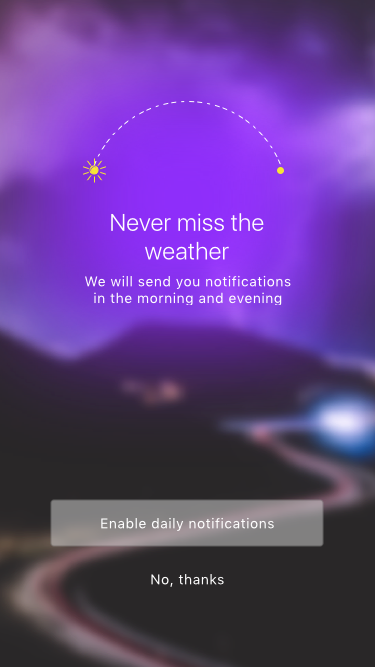 Never miss the
weather
We will send you notifications
in the morning and evening
Enable daily notifications
No, thanks